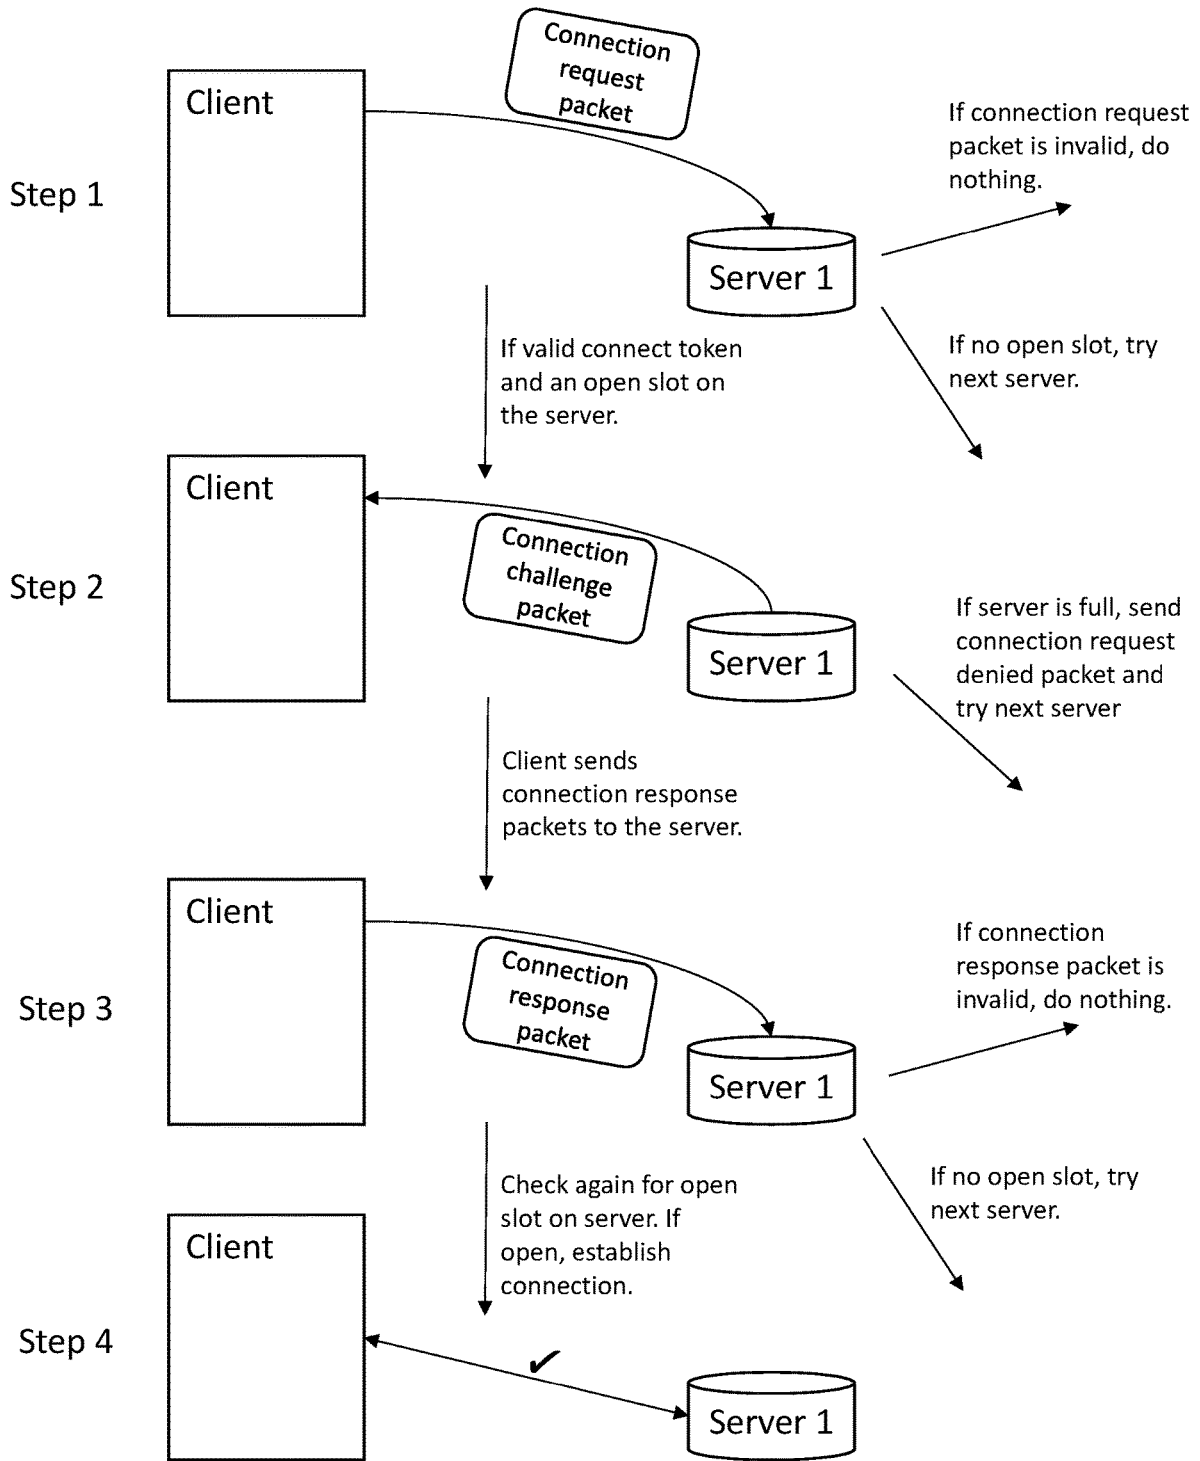 Connection
request
packet
Client
If connection request
packet is invalid, do
nothing.
Step 1
Server 1
If valid connect token
and an open slot on
the server.
If no open slot, try
next server.
Client
Connection
challenge
packet
Step 2
Server 1
If server is full, send
connection request
denied packet and
try next server
Client sends
connection response
packets to the server.
Client
Connection
response
packet
If connection
response packet is
invalid, do nothing.
Step 3
Server 1
Check again for open
slot on server. If
open, establish
connection.
If no open slot, try
next server.
Client
Step 4
Server 1